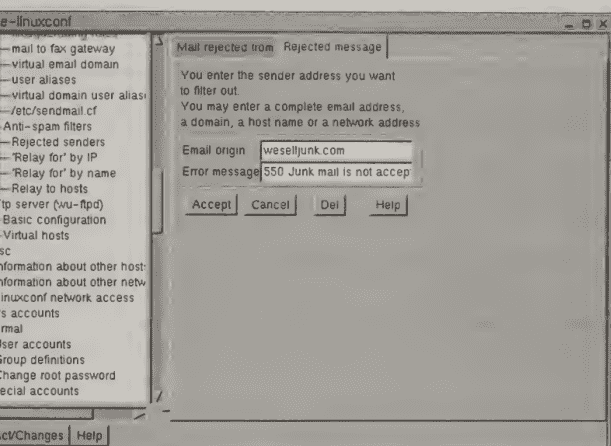 e-linuxconf
mail to fax gateway
virtual email domain
user aliases
virtual domain user alias
/etc/sendmail.cf
Anti-spam filters
Rejected senders
'Relay for' by IP
'Relay for' by name
Relay to hosts
tp server (wu-ftpd)
Basic configuration
Virtual hosts
sc
nformation about other host
nformation about other netw
inuxconf network access
s accounts
rmal
User accounts
Group definitions
Change root password
ecial accounts
ct/Changes Help
Mail rejected from Rejected message
You enter the sender address you want
to filter out.
You may enter a complete email address,
a domain, a host name or a network address
Email origin weselljunk.com
Error message 550 Junk mail is not accep
Accept Cancel Del Help